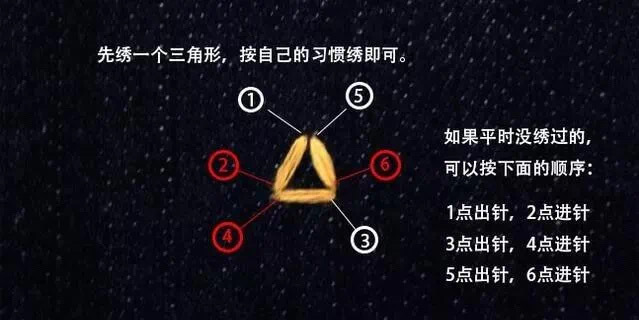 先绣一个三角形，按自己的习惯绣即可。
1
5
如果平时没绣过的，
可以按下面的顺序：
2
6
1点出针，2点进针
4
3
3点出针，4点进针
5点出针，6点进针